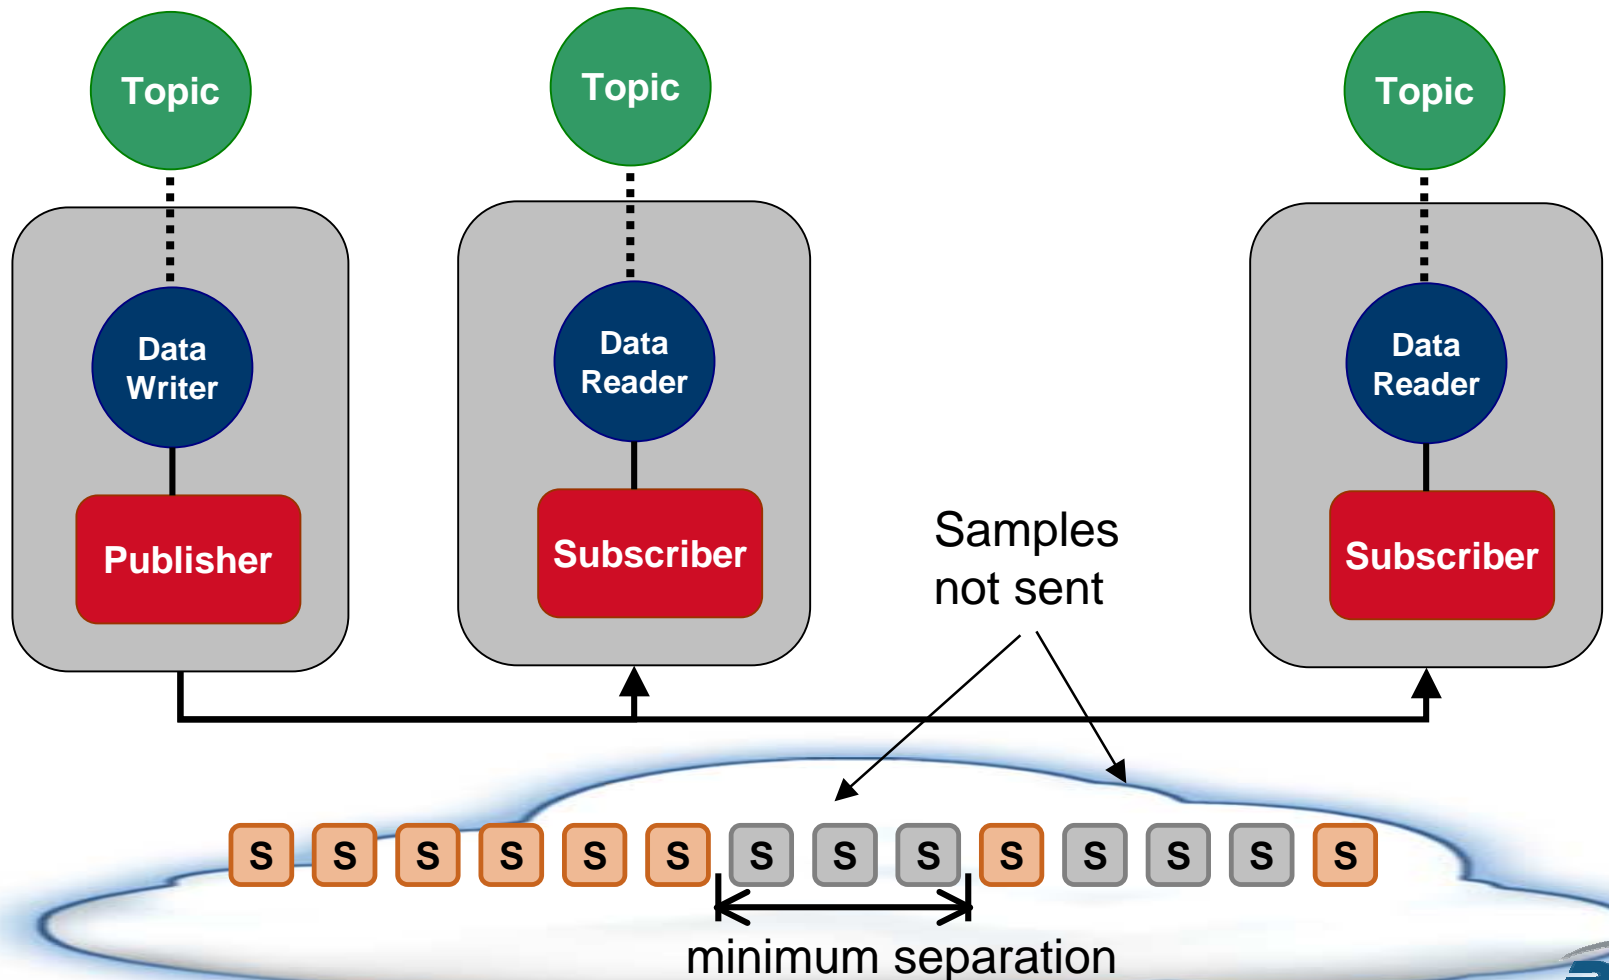 Topic
Topic
Topic
Data
Writer
Data
Reader
Data
Reader
Publisher
Subscriber
Subscriber
Samples
not sent
S S S S S S S S S S S S S S
minimum separation